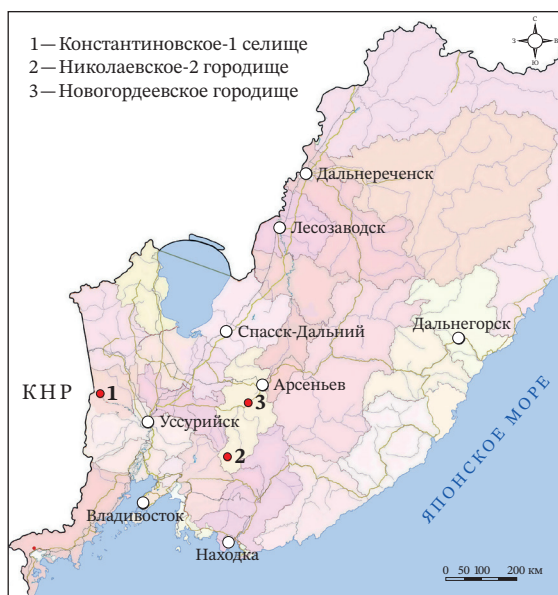 С
З В
Ю
1—Константиновское-1 селище
2—Николаевское-2 городище
3—Новогордеевское городище
Дальнереченск
Лесозаводск
Спасск-Дальний
Дальнегорск
КНР
1
Арсеньев
3
Уссурийск
2
Владивосток
Находка
ЯПОНСКОЕ МОРЕ
0 50 100 200 км